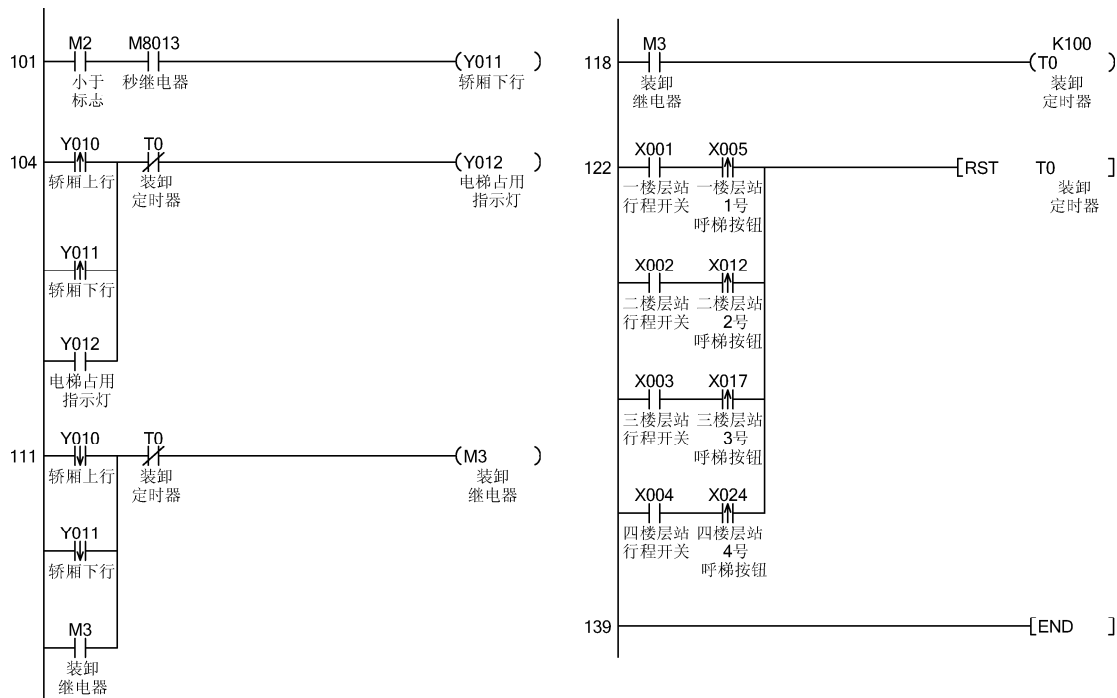 M2 M8013
101 (Y011 )
小于 秒继电器 轿厢下行
标志
Y010 T0
104 (Y012 )
轿厢上行 装卸 电梯占用
定时器 指示灯
Y011
轿厢下行
Y012
电梯占用
指示灯
Y010 T0
111 (M3 )
轿厢上行 装卸 装卸
定时器 继电器
Y011
轿厢下行
M3
装卸
继电器
M3 K100
118 (T0 )
装卸 装卸
继电器 定时器
X001 X005
122 [RST T0 ]
一楼层站 一楼层站 装卸
行程开关 1号 定时器
呼梯按钮
X002 X012
二楼层站 二楼层站
行程开关 2号
呼梯按钮
X003 X017
三楼层站 三楼层站
行程开关 3号
呼梯按钮
X004 X024
四楼层站 四楼层站
行程开关 4号
呼梯按钮
139 [END ]